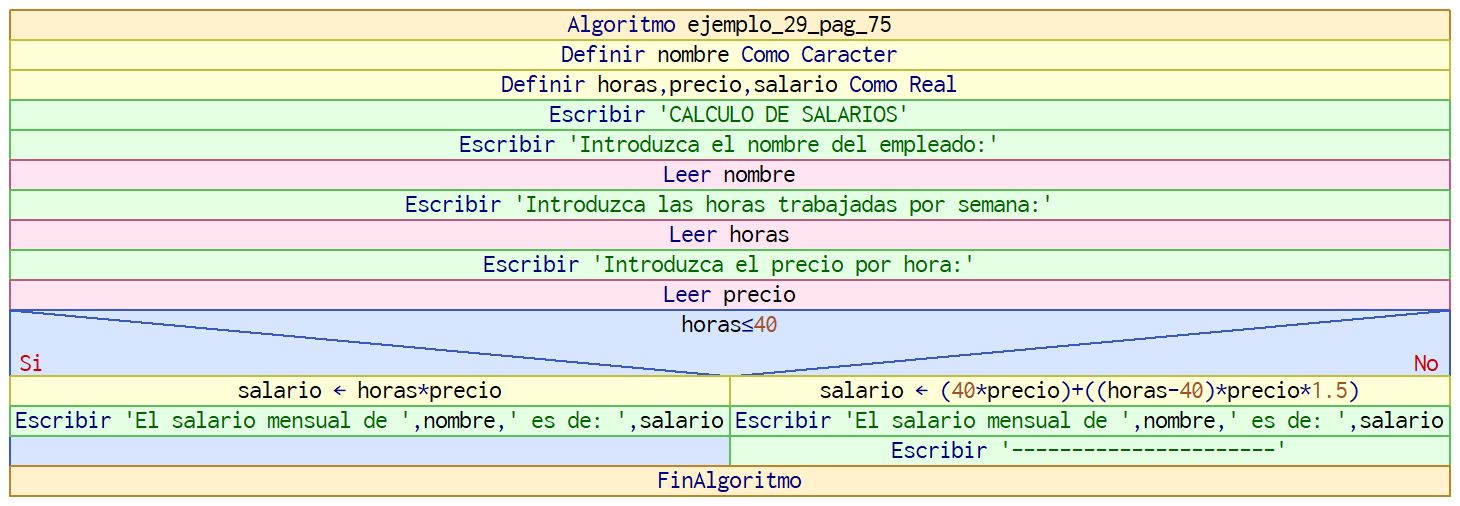 Algoritmo ejemplo_29_pag_75
Definir nombre Como Caracter
Definir horas,precio,salario Como Real
Escribir 'CALCULO DE SALARIOS'
Escribir 'Introduzca el nombre del empleado:'
Leer nombre
Escribir 'Introduzca las horas trabajadas por semana:'
Leer horas
Escribir 'Introduzca el precio por hora:'
Leer precio
horas≤40
Si
No
salario ← horas*precio
salario ← (40*precio)+((horas-40)*precio*1.5)
Escribir 'El salario mensual de ',nombre,' es de: ',salario
Escribir 'El salario mensual de ',nombre,' es de: ',salario
Escribir '----------------------'
FinAlgoritmo